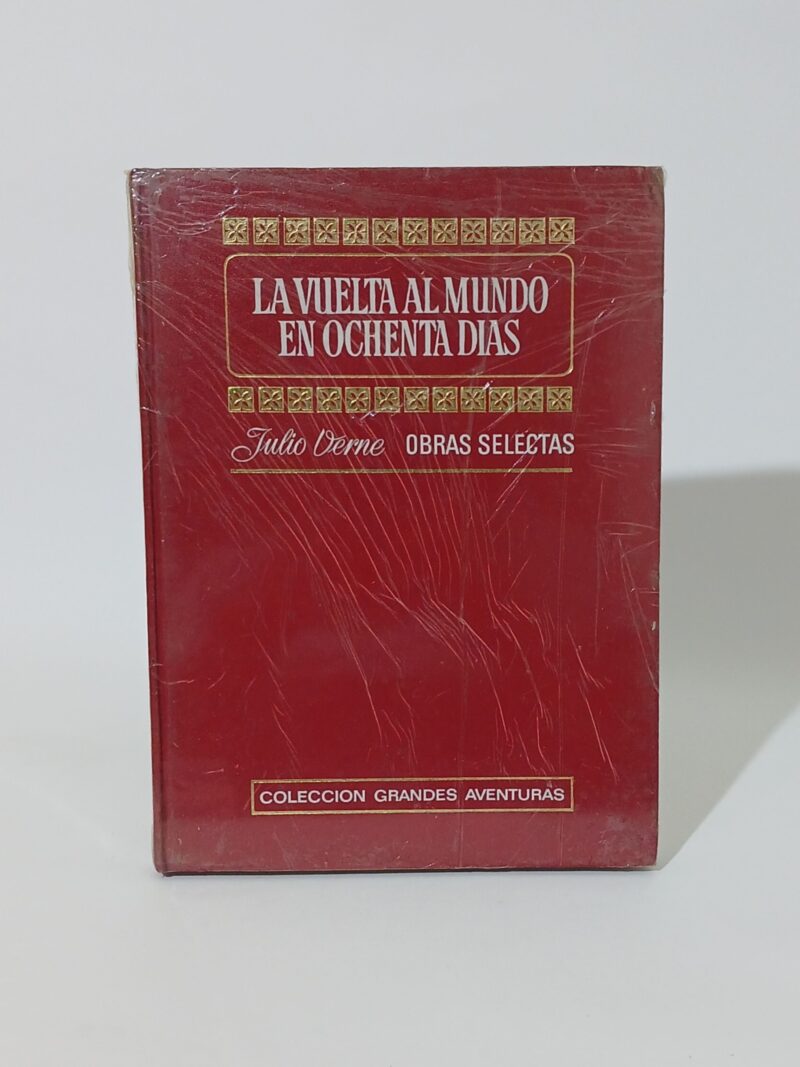 LA VUELTA AL MUNDO
EN OCHENTA DIAS
Julio Verne OBRAS SELECTAS
COLECCION GRANDES AVENTURAS